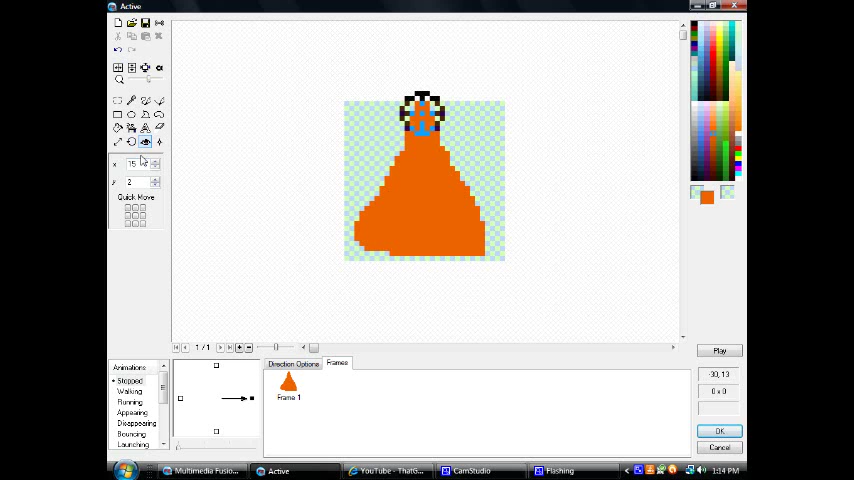 Active
x 15
y 2
Quick Move
1 / 1
Animations
Stopped
Walking
Running
Appearing
Disappearing
Bouncing
Launching
Direction Options
Frames
Frame 1
Play
-30, 13
0 x 0
OK
Cancel
Multimedia Fusio...
Active
YouTube - ThatG...
CamStudio
Flashing
1:14 PM